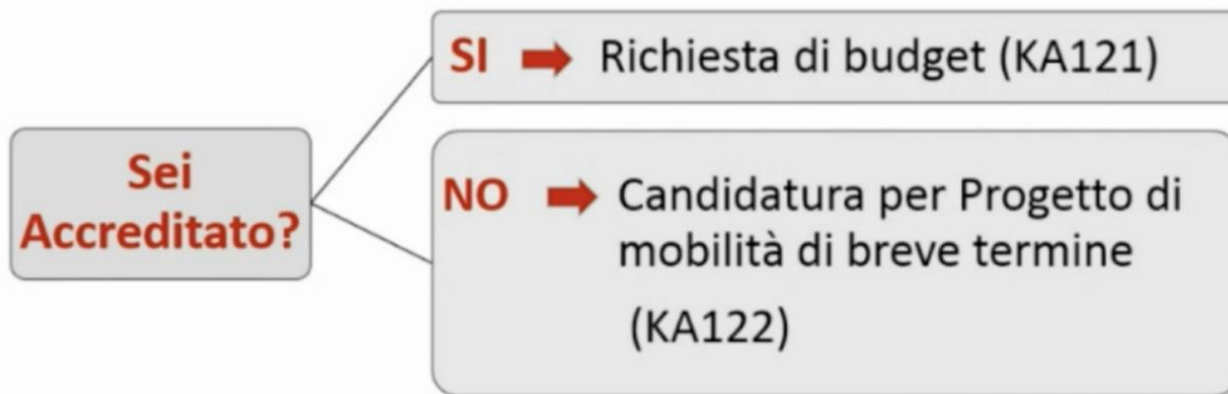 Sei
Accreditato?
SI Richiesta di budget (KA121)
NO Candidatura per Progetto di
mobilità di breve termine
(KA122)